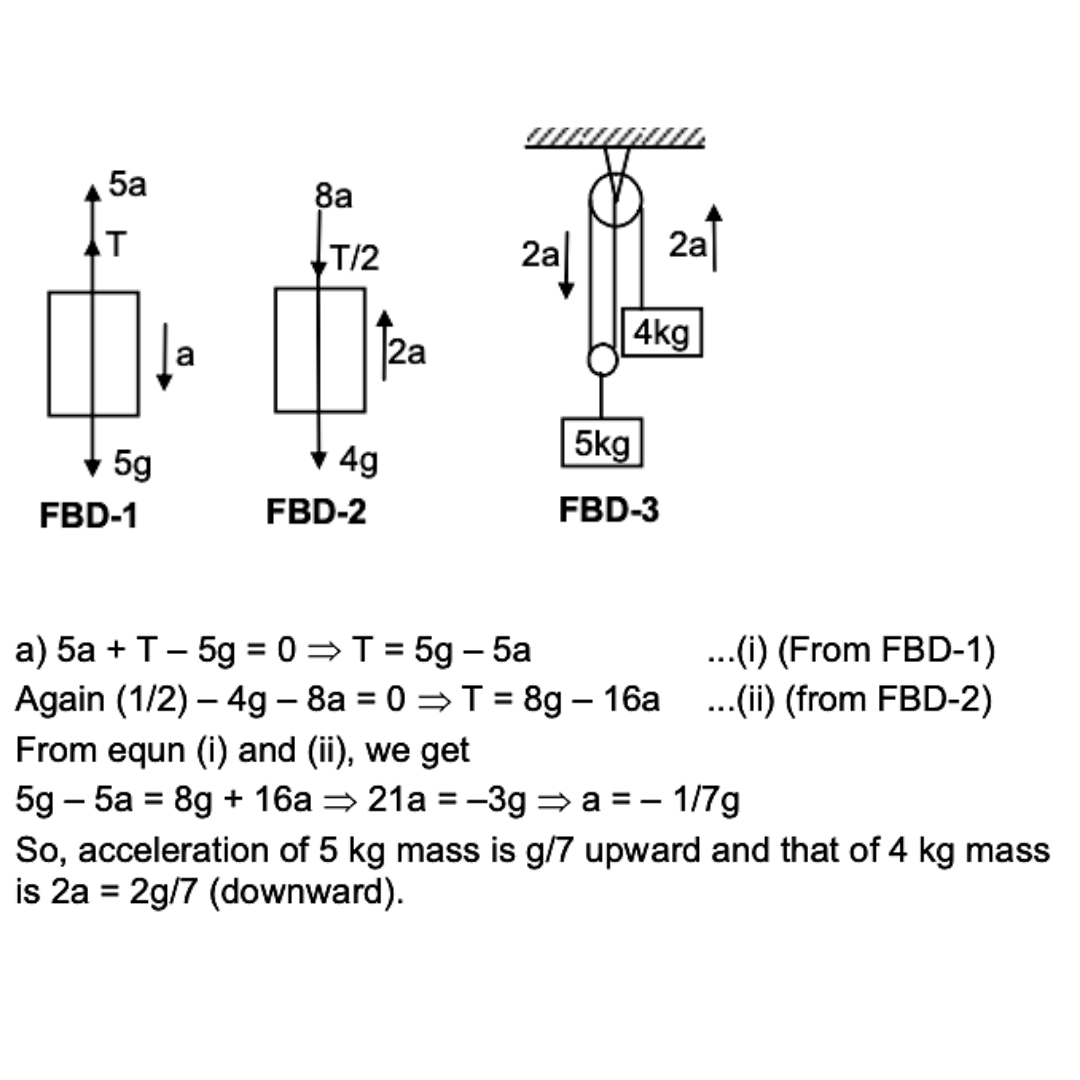 5a
T
a
5g
FBD-1
8a
T/2
2a
4g
FBD-2
2a
2a
4kg
5kg
FBD-3
a) 5a + T – 5g = 0 ⇒ T = 5g – 5a ...(i) (From FBD-1)
Again (1/2) – 4g – 8a = 0 ⇒ T = 8g – 16a ...(ii) (from FBD-2)
From equn (i) and (ii), we get
5g – 5a = 8g + 16a ⇒ 21a = –3g ⇒ a = – 1/7g
So, acceleration of 5 kg mass is g/7 upward and that of 4 kg mass
is 2a = 2g/7 (downward).